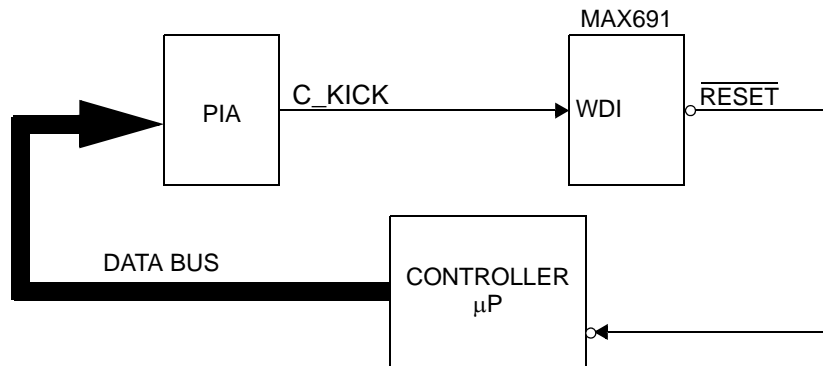 MAX691
PIA
C_KICK
WDI
RESET
DATA BUS
CONTROLLER
μP